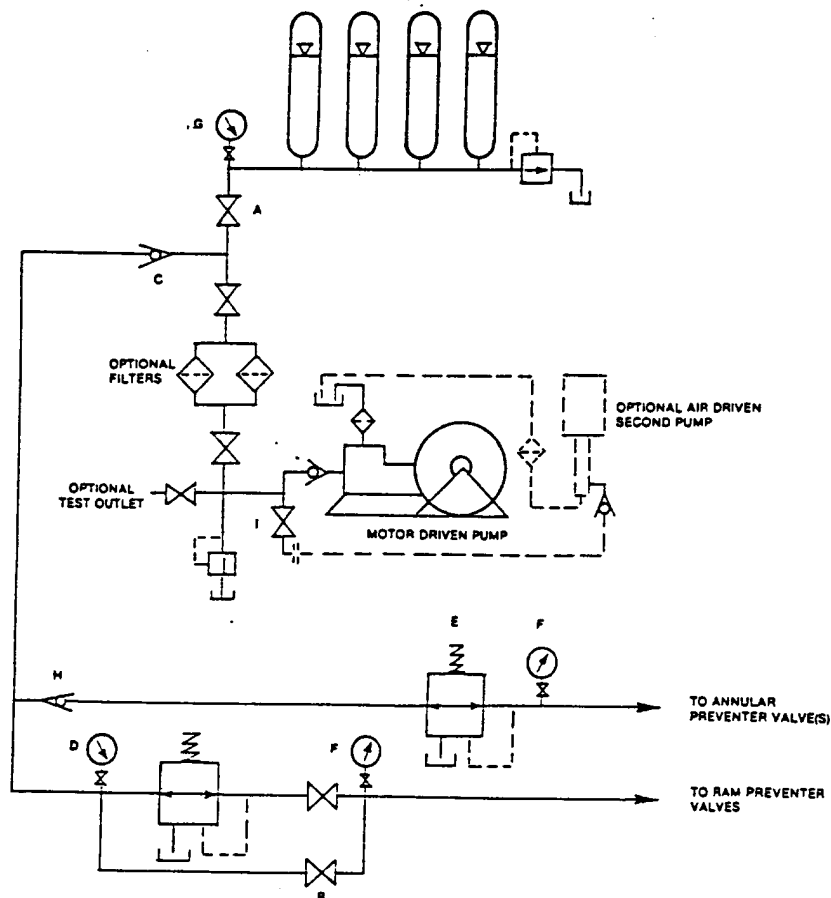 G
A
C
OPTIONAL
FILTERS
OPTIONAL AIR DRIVEN
SECOND PUMP
OPTIONAL
TEST OUTLET
I
MOTOR DRIVEN PUMP
E
F
H
TO ANNULAR
PREVENTER VALVE(S)
D
F
TO RAM PREVENTER
VALVES